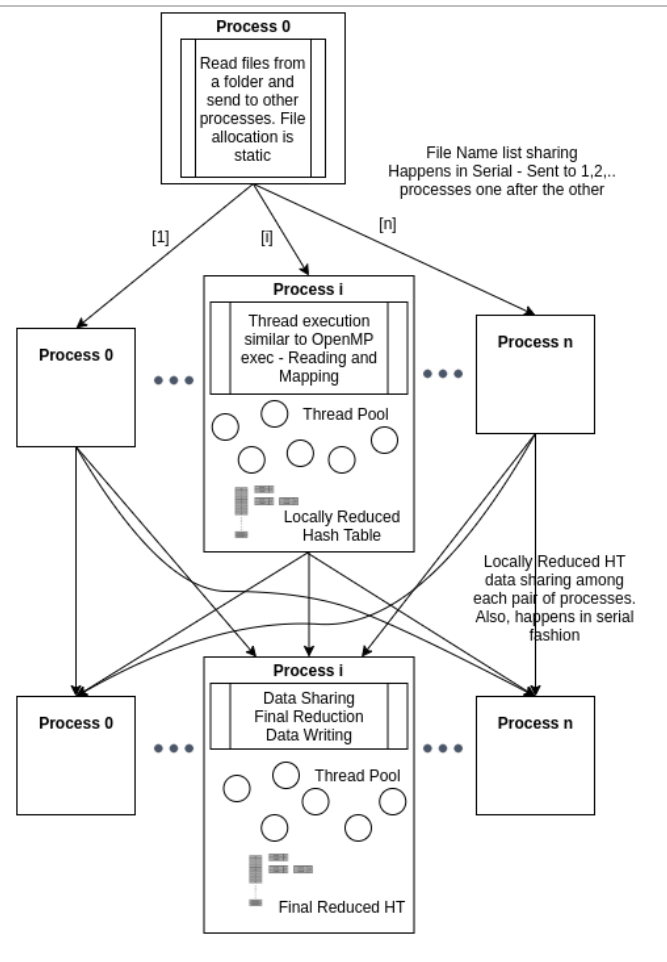 Process 0
Read files from
a folder and
send to other
processes. File
allocation is
static
File Name list sharing
Happens in Serial - Sent to 1,2,..
processes one after the other
[1]
[i]
[n]
Process i
Thread execution
similar to OpenMP
exec - Reading and
Mapping
Thread Pool
Locally Reduced
Hash Table
Process 0
Process n
Locally Reduced HT
data sharing among
each pair of processes.
Also, happens in serial
fashion
Process i
Data Sharing
Final Reduction
Data Writing
Thread Pool
Final Reduced HT
Process 0
Process n